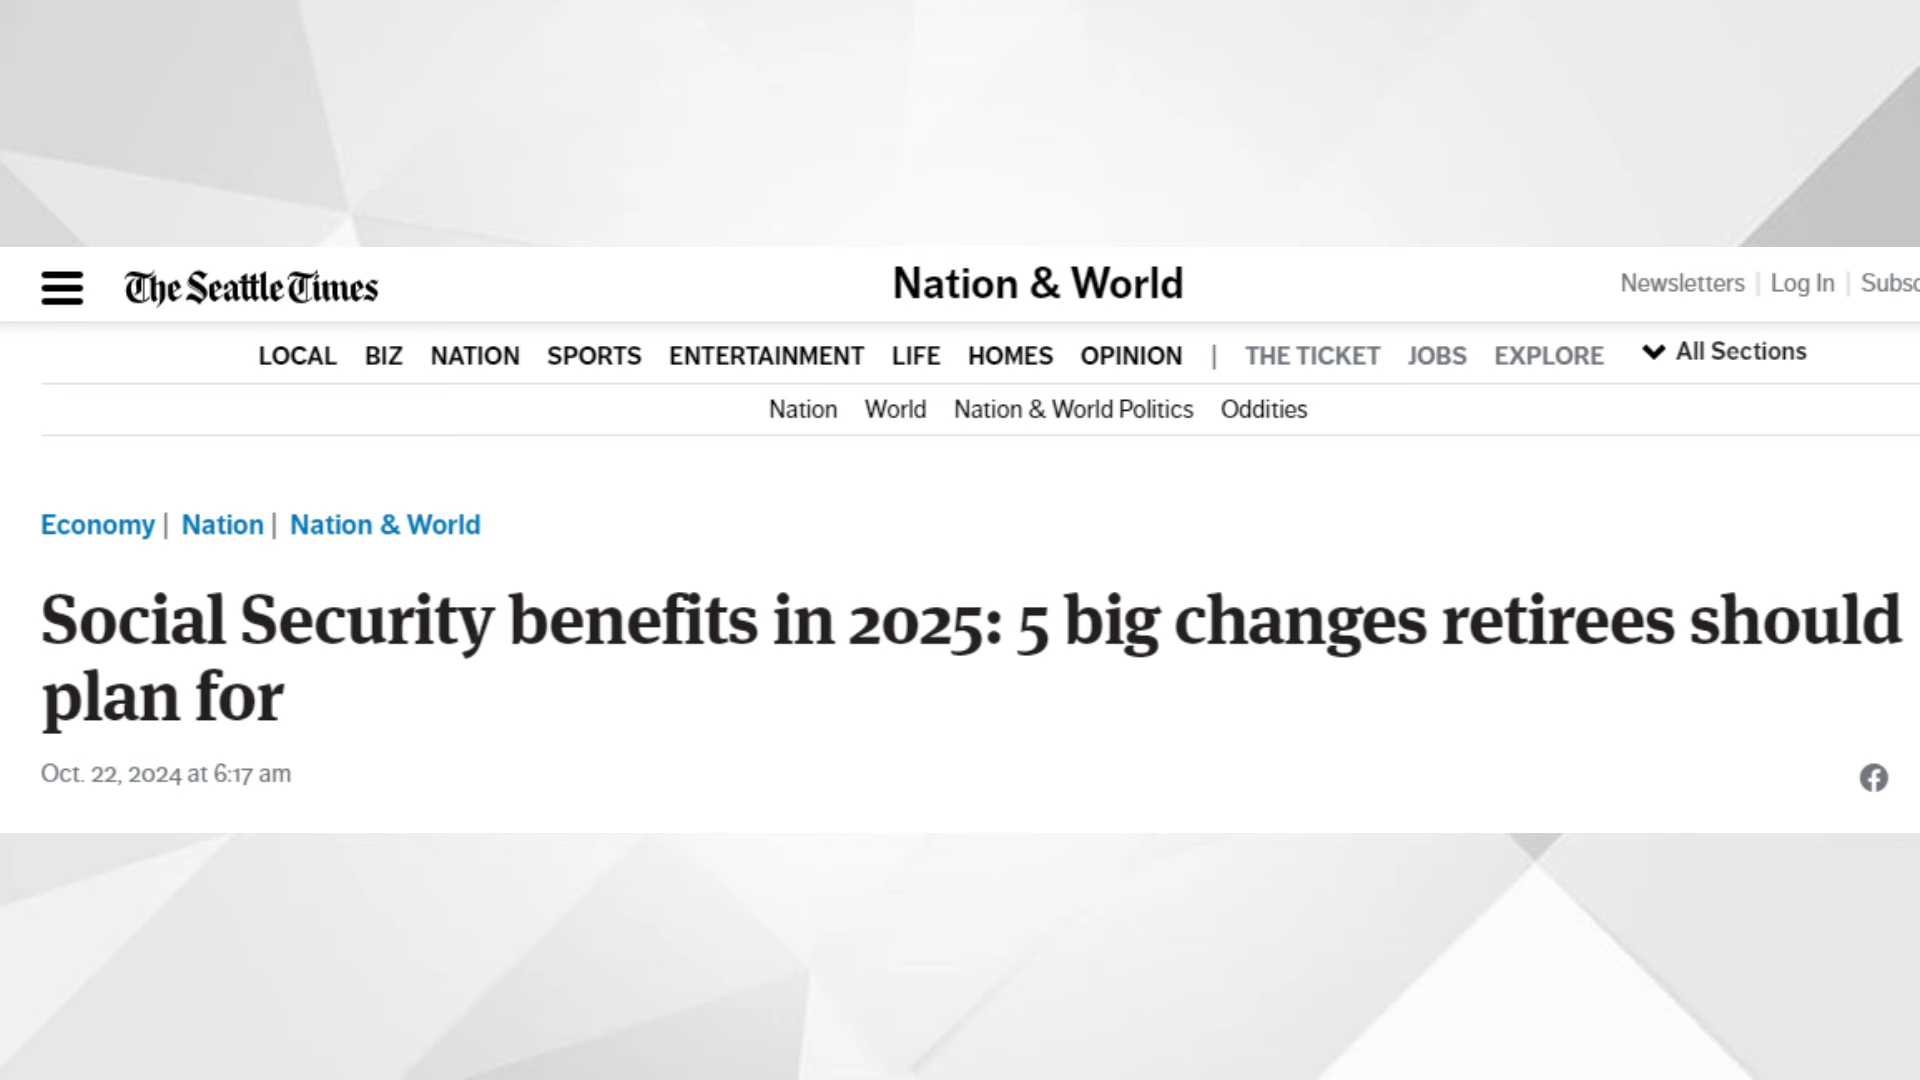 The Seattle Times
Nation & World
Newsletters | Log In | Subsc
LOCAL BIZ NATION SPORTS ENTERTAINMENT LIFE HOMES OPINION | THE TICKET JOBS EXPLORE All Sections
Nation World Nation & World Politics Oddities
Economy | Nation | Nation & World
Social Security benefits in 2025: 5 big changes retirees should
plan for
Oct. 22, 2024 at 6:17 am